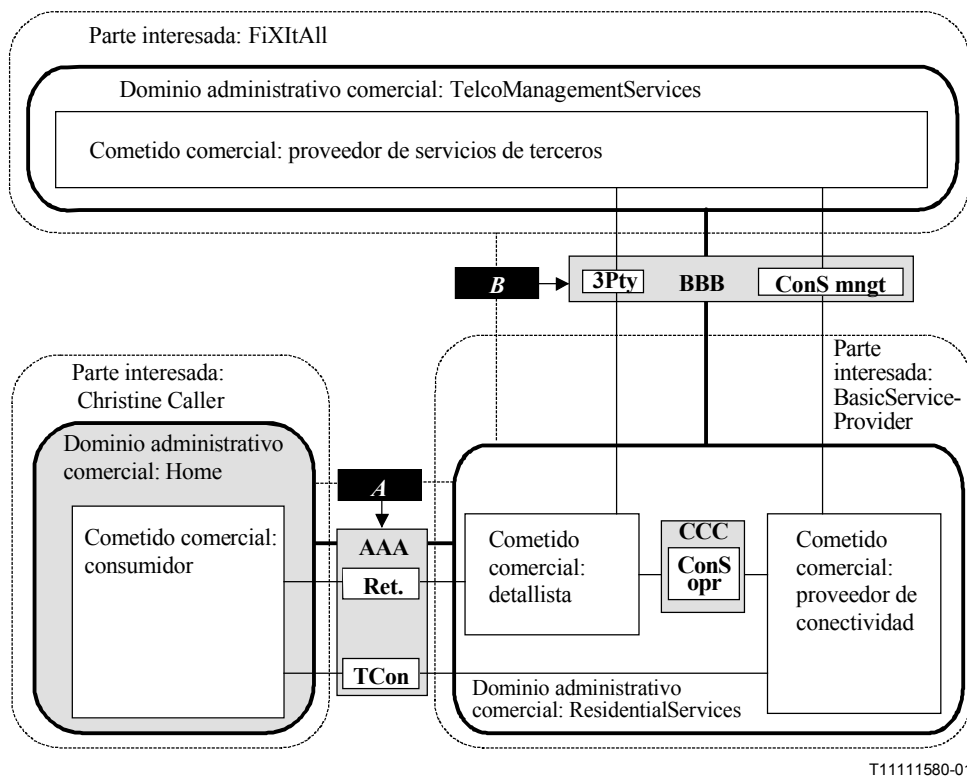 Parte interesada: FiXItAll
Dominio administrativo comercial: TelcoManagementServices
Cometido comercial: proveedor de servicios de terceros
B
3Pty
BBB
ConS mngt
Parte interesada:
Christine Caller
Parte
interesada:
BasicService-
Provider
Dominio administrativo
comercial: Home
A
Cometido comercial:
consumidor
AAA
Ret.
TCon
Cometido
comercial:
detallista
CCC
ConS
opr
Cometido
comercial:
proveedor de
conectividad
Dominio administrativo
comercial: ResidentialServices
T11111580-01